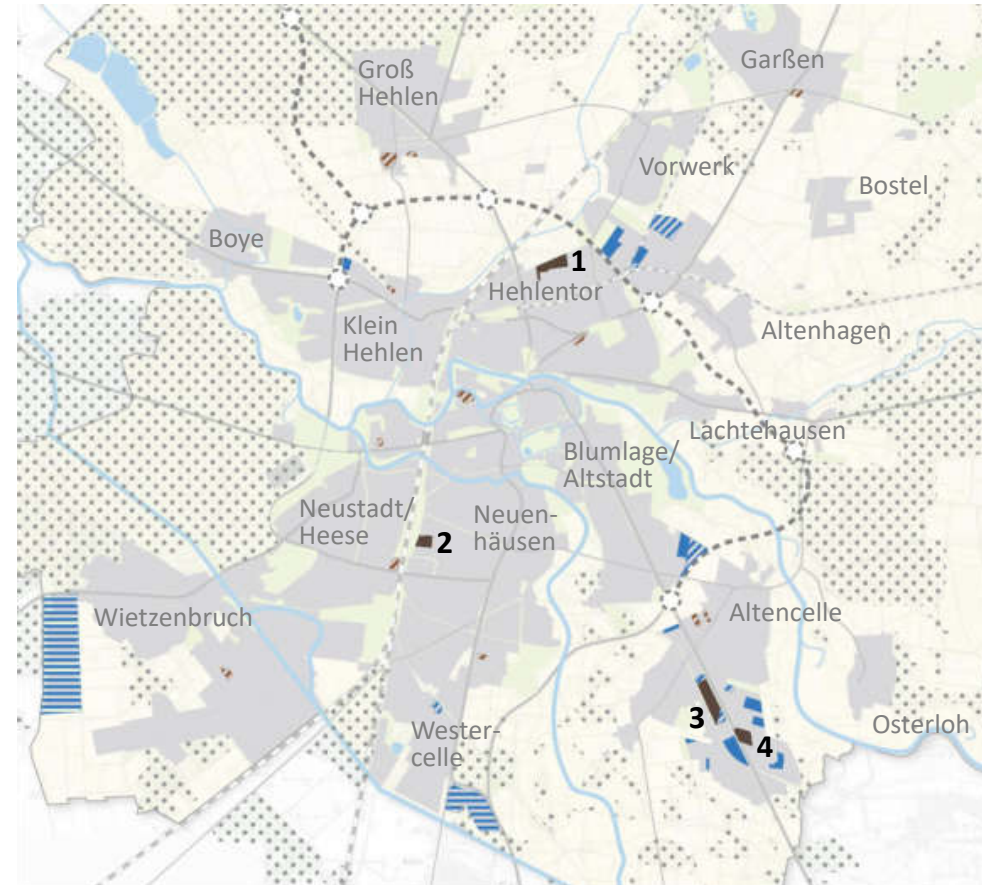 Groß
Hehlen
Garßen
Vorwerk
Bostel
Boye
1
Hehlentor
Klein
Hehlen
Altenhagen
Lachtehausen
Blumlage/
Altstadt
Neustadt/
Heese
Neuen-
häusen
2
Wietzenbruch
Altencelle
3
4
Osterloh
Wester-
celle